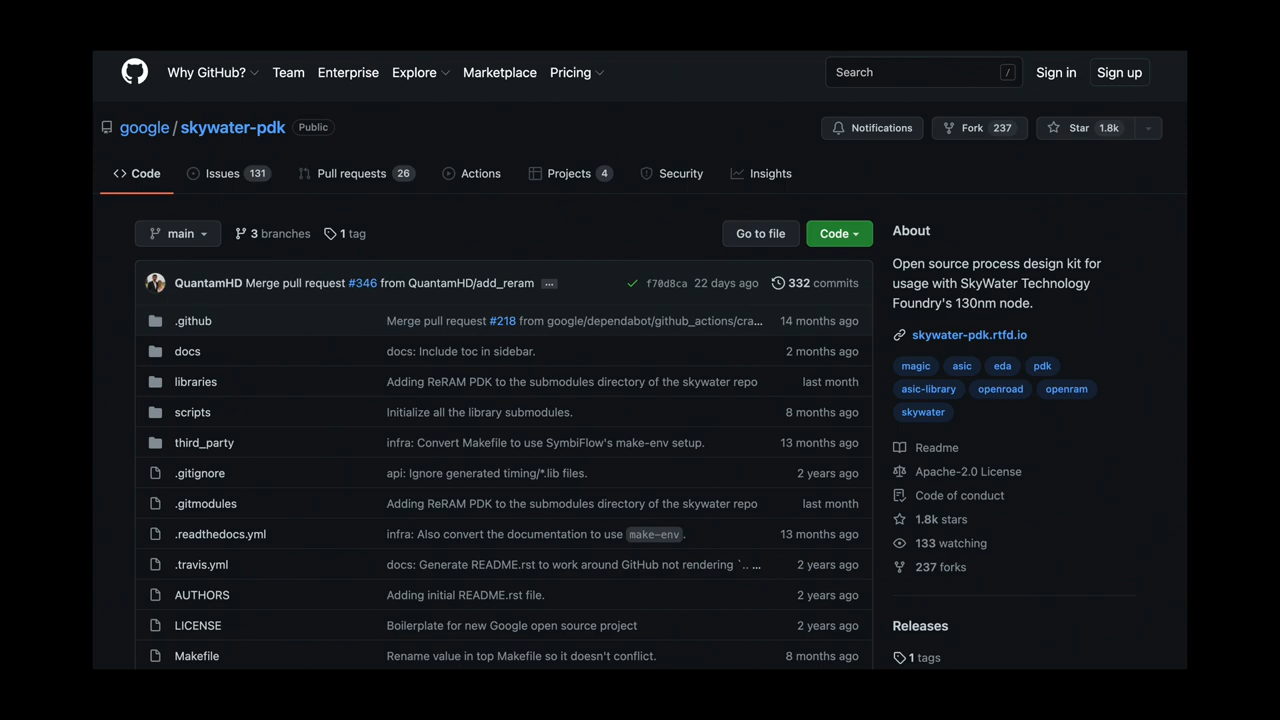 Why GitHub? Team Enterprise Explore Marketplace Pricing Search / Sign in Sign up
google / skywater-pdk Public Notifications Fork 237 Star 1.8k
Code Issues 131 Pull requests 26 Actions Projects 4 Security Insights
main 3 branches 1 tag Go to file Code
QuantamHD Merge pull request #346 from QuantamHD/add_reram ... f70d8ca 22 days ago 332 commits
.github Merge pull request #218 from google/dependabot/github_actions/cra... 14 months ago
docs docs: Include toc in sidebar. 2 months ago
libraries Adding ReRAM PDK to the submodules directory of the skywater repo last month
scripts Initialize all the library submodules. 8 months ago
third_party infra: Convert Makefile to use SymbiFlow's make-env setup. 13 months ago
.gitignore api: Ignore generated timing/*.lib files. 2 years ago
.gitmodules Adding ReRAM PDK to the submodules directory of the skywater repo last month
.readthedocs.yml infra: Also convert the documentation to use make-env. 13 months ago
.travis.yml docs: Generate README.rst to work around GitHub not rendering `.. ... 2 years ago
AUTHORS Adding initial README.rst file. 2 years ago
LICENSE Boilerplate for new Google open source project 2 years ago
Makefile Rename value in top Makefile so it doesn't conflict. 8 months ago
About
Open source process design kit for
usage with SkyWater Technology
Foundry's 130nm node.
skywater-pdk.rtfd.io
magic asic eda pdk
asic-library openroad openram
skywater
Readme
Apache-2.0 License
Code of conduct
1.8k stars
133 watching
237 forks
Releases
1 tags